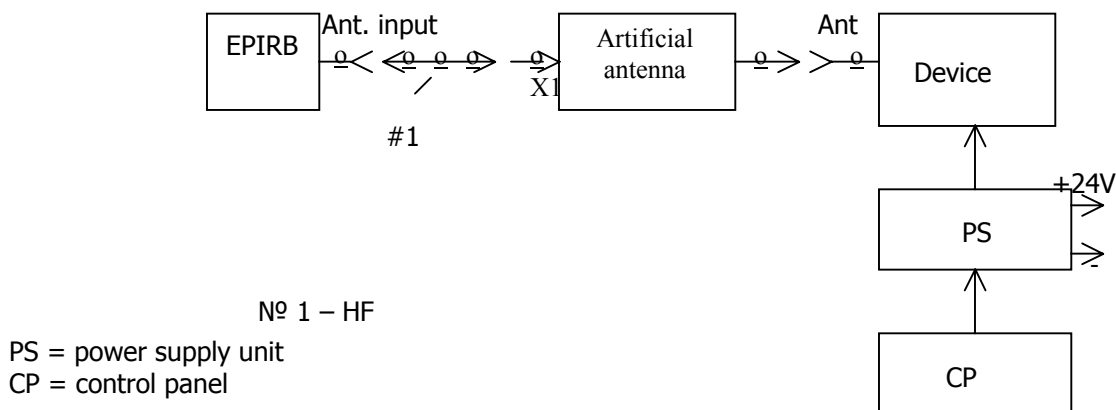 EPIRB
Ant. input
o
o o o
o
X1
Artificial
antenna
o
Ant
o
Device
#1
+24V
PS
-
№ 1 – HF
PS = power supply unit
CP = control panel
CP